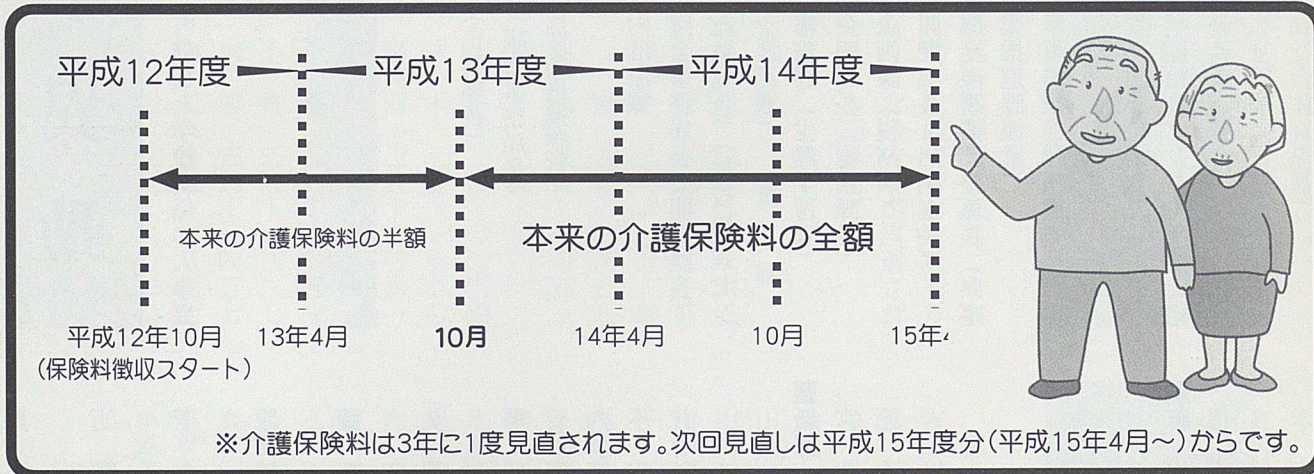 平成12年度 平成13年度 平成14年度
本来の介護保険料の半額 本来の介護保険料の全額
平成12年10月 13年4月 10月 14年4月 10月 15年4
(保険料徴収スタート)
※介護保険料は3年に1度見直されます。次回見直しは平成15年度分(平成15年4月～)からです。